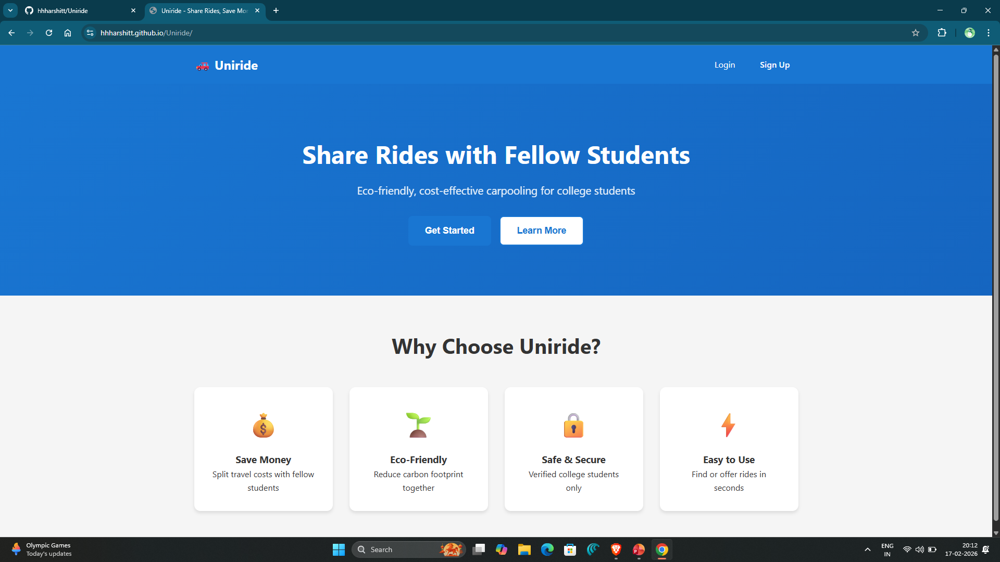 hhharshitt/Uniride
Uniride - Share Rides, Save Mo
hhharshitt.github.io/Uniride/
Uniride
Login
Sign Up
Share Rides with Fellow Students
Eco-friendly, cost-effective carpooling for college students
Get Started
Learn More
Why Choose Uniride?
Save Money
Split travel costs with fellow
students
Eco-Friendly
Reduce carbon footprint
together
Safe & Secure
Verified college students
only
Easy to Use
Find or offer rides in
seconds
Olympic Games
Today's updates
Search
ENG
IN
20:12
17-02-2026